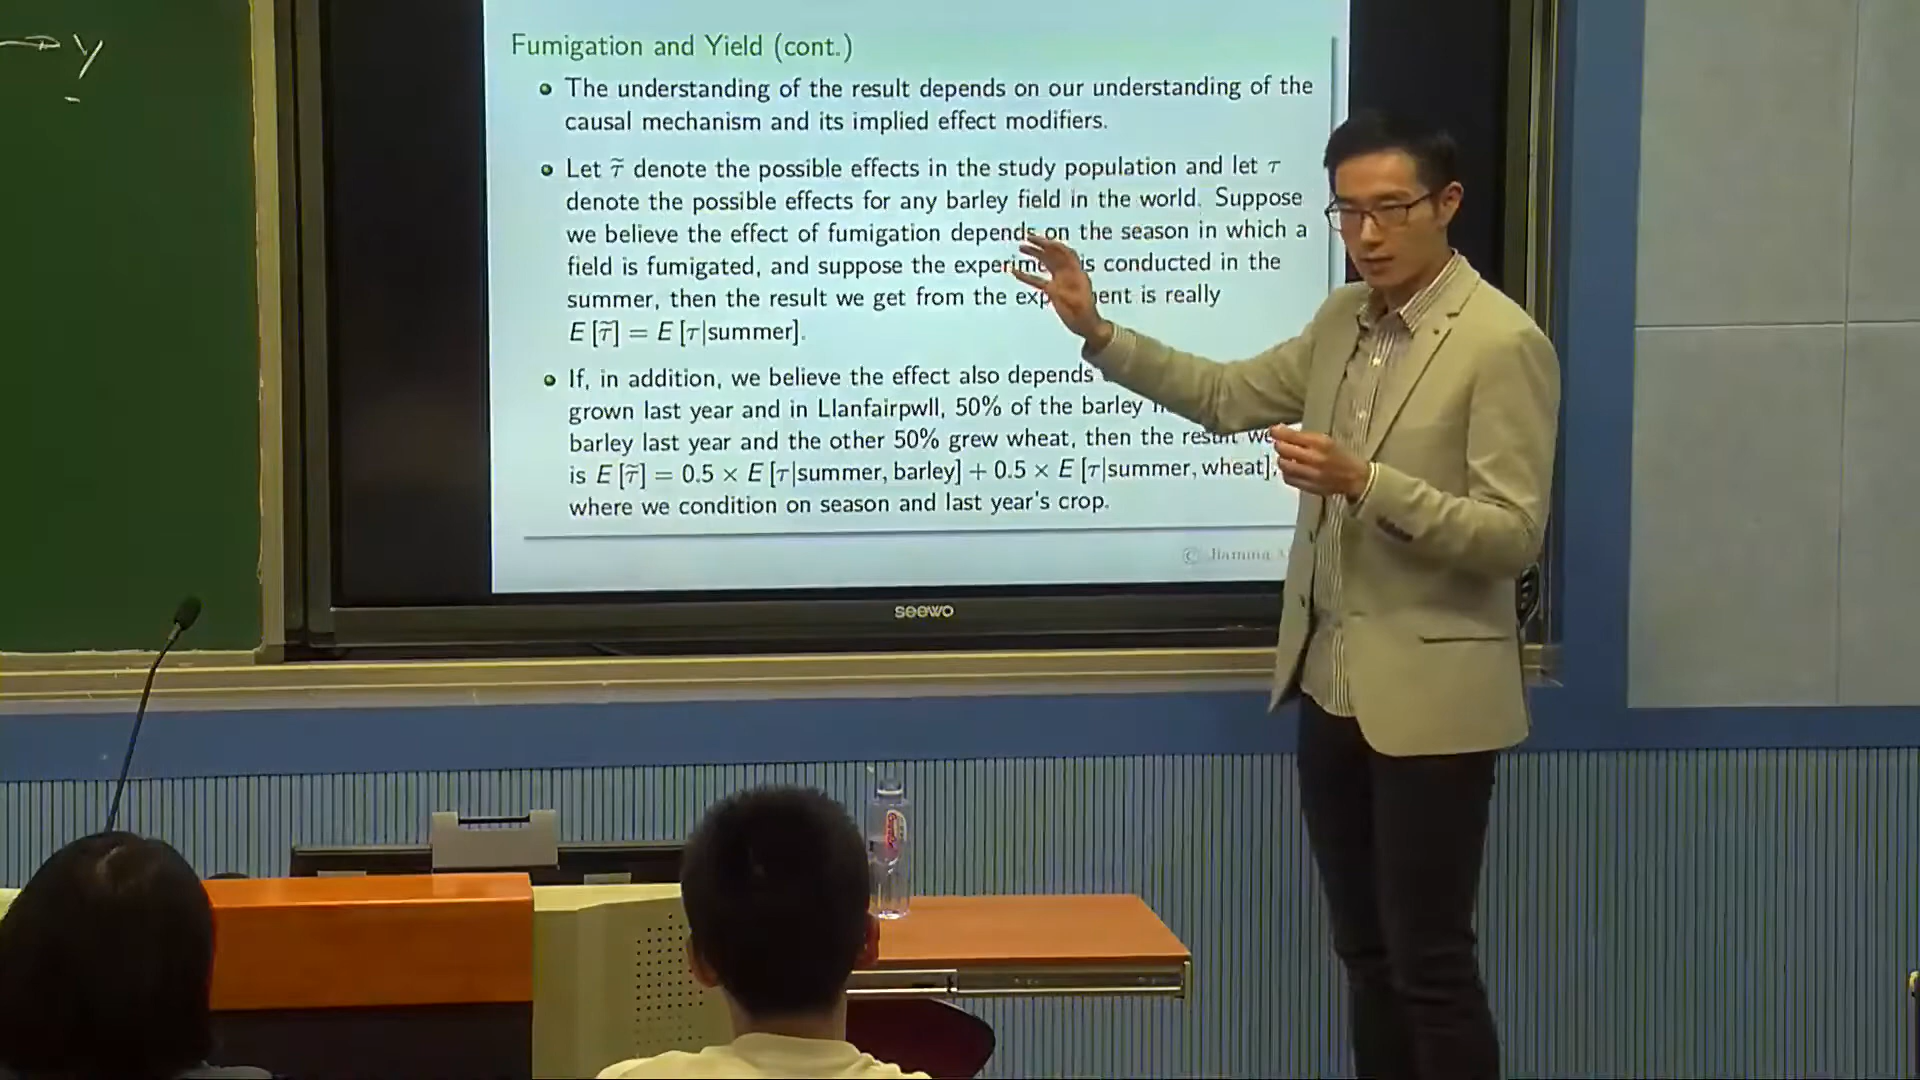 y
Fumigation and Yield (cont.)
The understanding of the result depends on our understanding of the
causal mechanism and its implied effect modifiers.
Let τ̃ denote the possible effects in the study population and let τ
denote the possible effects for any barley field in the world. Suppose
we believe the effect of fumigation depends on the season in which a
field is fumigated, and suppose the is conducted in the
summer, then the result we get from the is really
E [τ̃] = E [τ|summer].
If, in addition, we believe the effect also depends
grown last year and in Llanfairpwll, 50% of the barley
barley last year and the other 50% grew wheat, then the result we
is E [τ̃] = 0.5 × E [τ|summer, barley] + 0.5 × E [τ|summer, wheat],
where we condition on season and last year's crop.
©
seewo